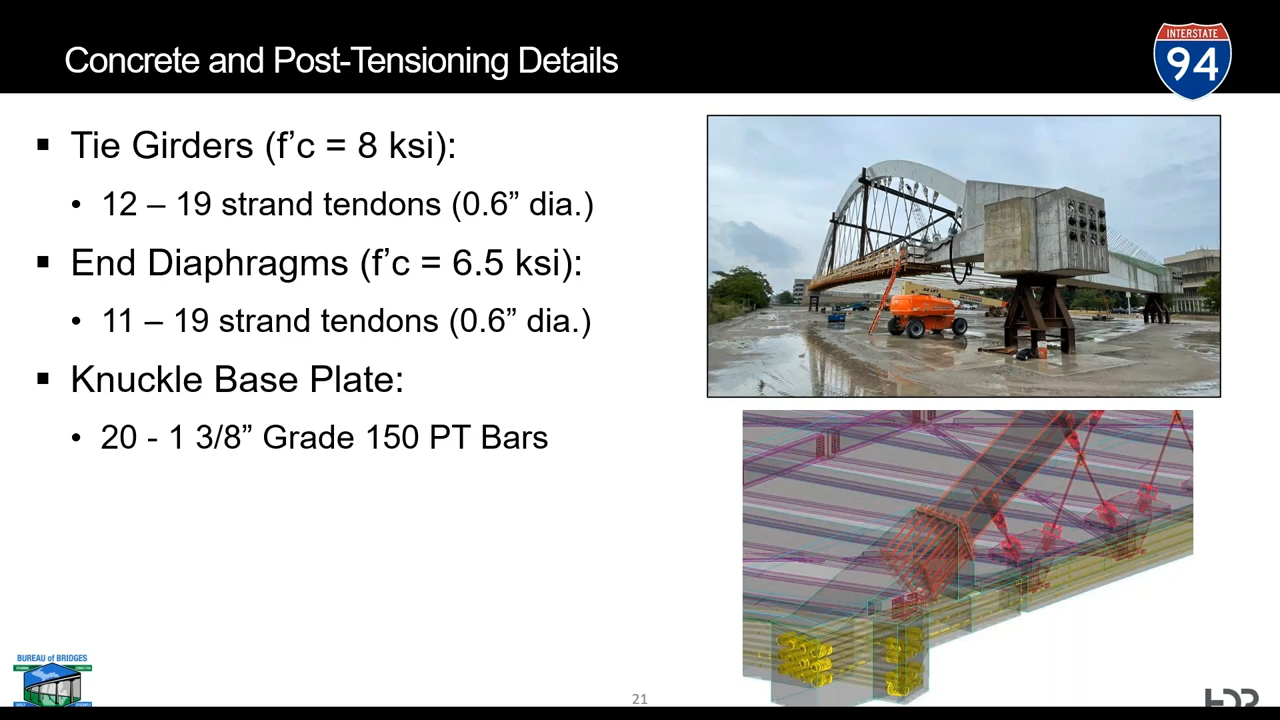 Concrete and Post-Tensioning Details
INTERSTATE
94
▪ Tie Girders (f’c = 8 ksi):
• 12 – 19 strand tendons (0.6” dia.)
▪ End Diaphragms (f’c = 6.5 ksi):
• 11 – 19 strand tendons (0.6” dia.)
▪ Knuckle Base Plate:
• 20 - 1 3/8” Grade 150 PT Bars
BUREAU of BRIDGES
21
HDR